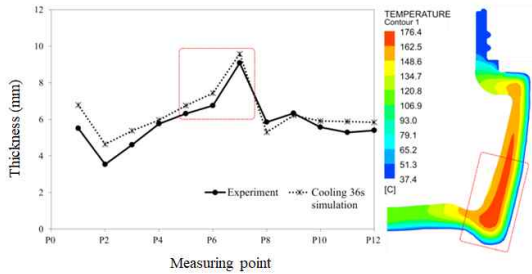 12
10
8
6
4
2
0
Thickness (mm)
Experiment
Cooling 36s
simulation
P0 P2 P4 P6 P8 P10 P12
Measuring point
TEMPERATURE
Contour 1
176.4
162.5
148.6
134.7
120.8
106.9
93.0
79.1
65.2
51.3
37.4
[C]